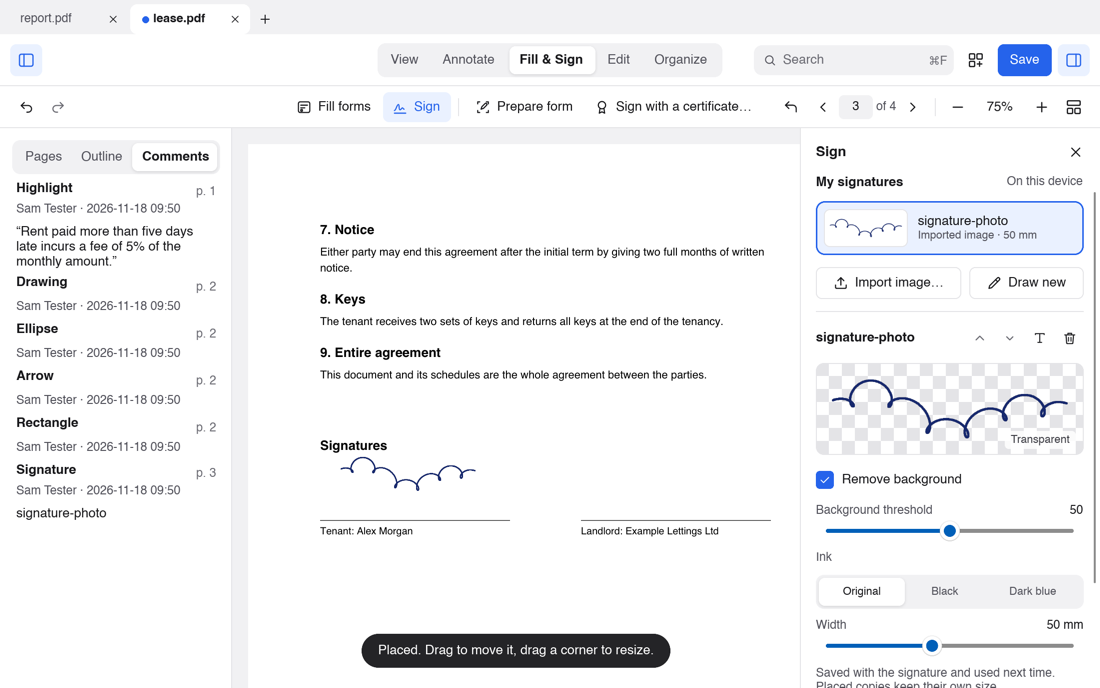 report.pdf
lease.pdf
View
Annotate
Fill & Sign
Edit
Organize
Search
⌘F
Save
Fill forms
Sign
Prepare form
Sign with a certificate…
3
of 4
75%
Pages
Outline
Comments
Highlight
p. 1
Sam Tester · 2026-11-18 09:50
“Rent paid more than five days
late incurs a fee of 5% of the
monthly amount.”
Drawing
p. 2
Sam Tester · 2026-11-18 09:50
Ellipse
p. 2
Sam Tester · 2026-11-18 09:50
Arrow
p. 2
Sam Tester · 2026-11-18 09:50
Rectangle
p. 2
Sam Tester · 2026-11-18 09:50
Signature
p. 3
Sam Tester · 2026-11-18 09:50
signature-photo
7. Notice
Either party may end this agreement after the initial term by giving two full months of written
notice.
8. Keys
The tenant receives two sets of keys and returns all keys at the end of the tenancy.
9. Entire agreement
This document and its schedules are the whole agreement between the parties.
Signatures
Tenant: Alex Morgan
Landlord: Example Lettings Ltd
Placed. Drag to move it, drag a corner to resize.
Sign
My signatures
On this device
signature-photo
Imported image · 50 mm
Import image…
Draw new
signature-photo
Transparent
Remove background
Background threshold
50
Ink
Original
Black
Dark blue
Width
50 mm
Saved with the signature and used next time.
Placed copies keep their own size.